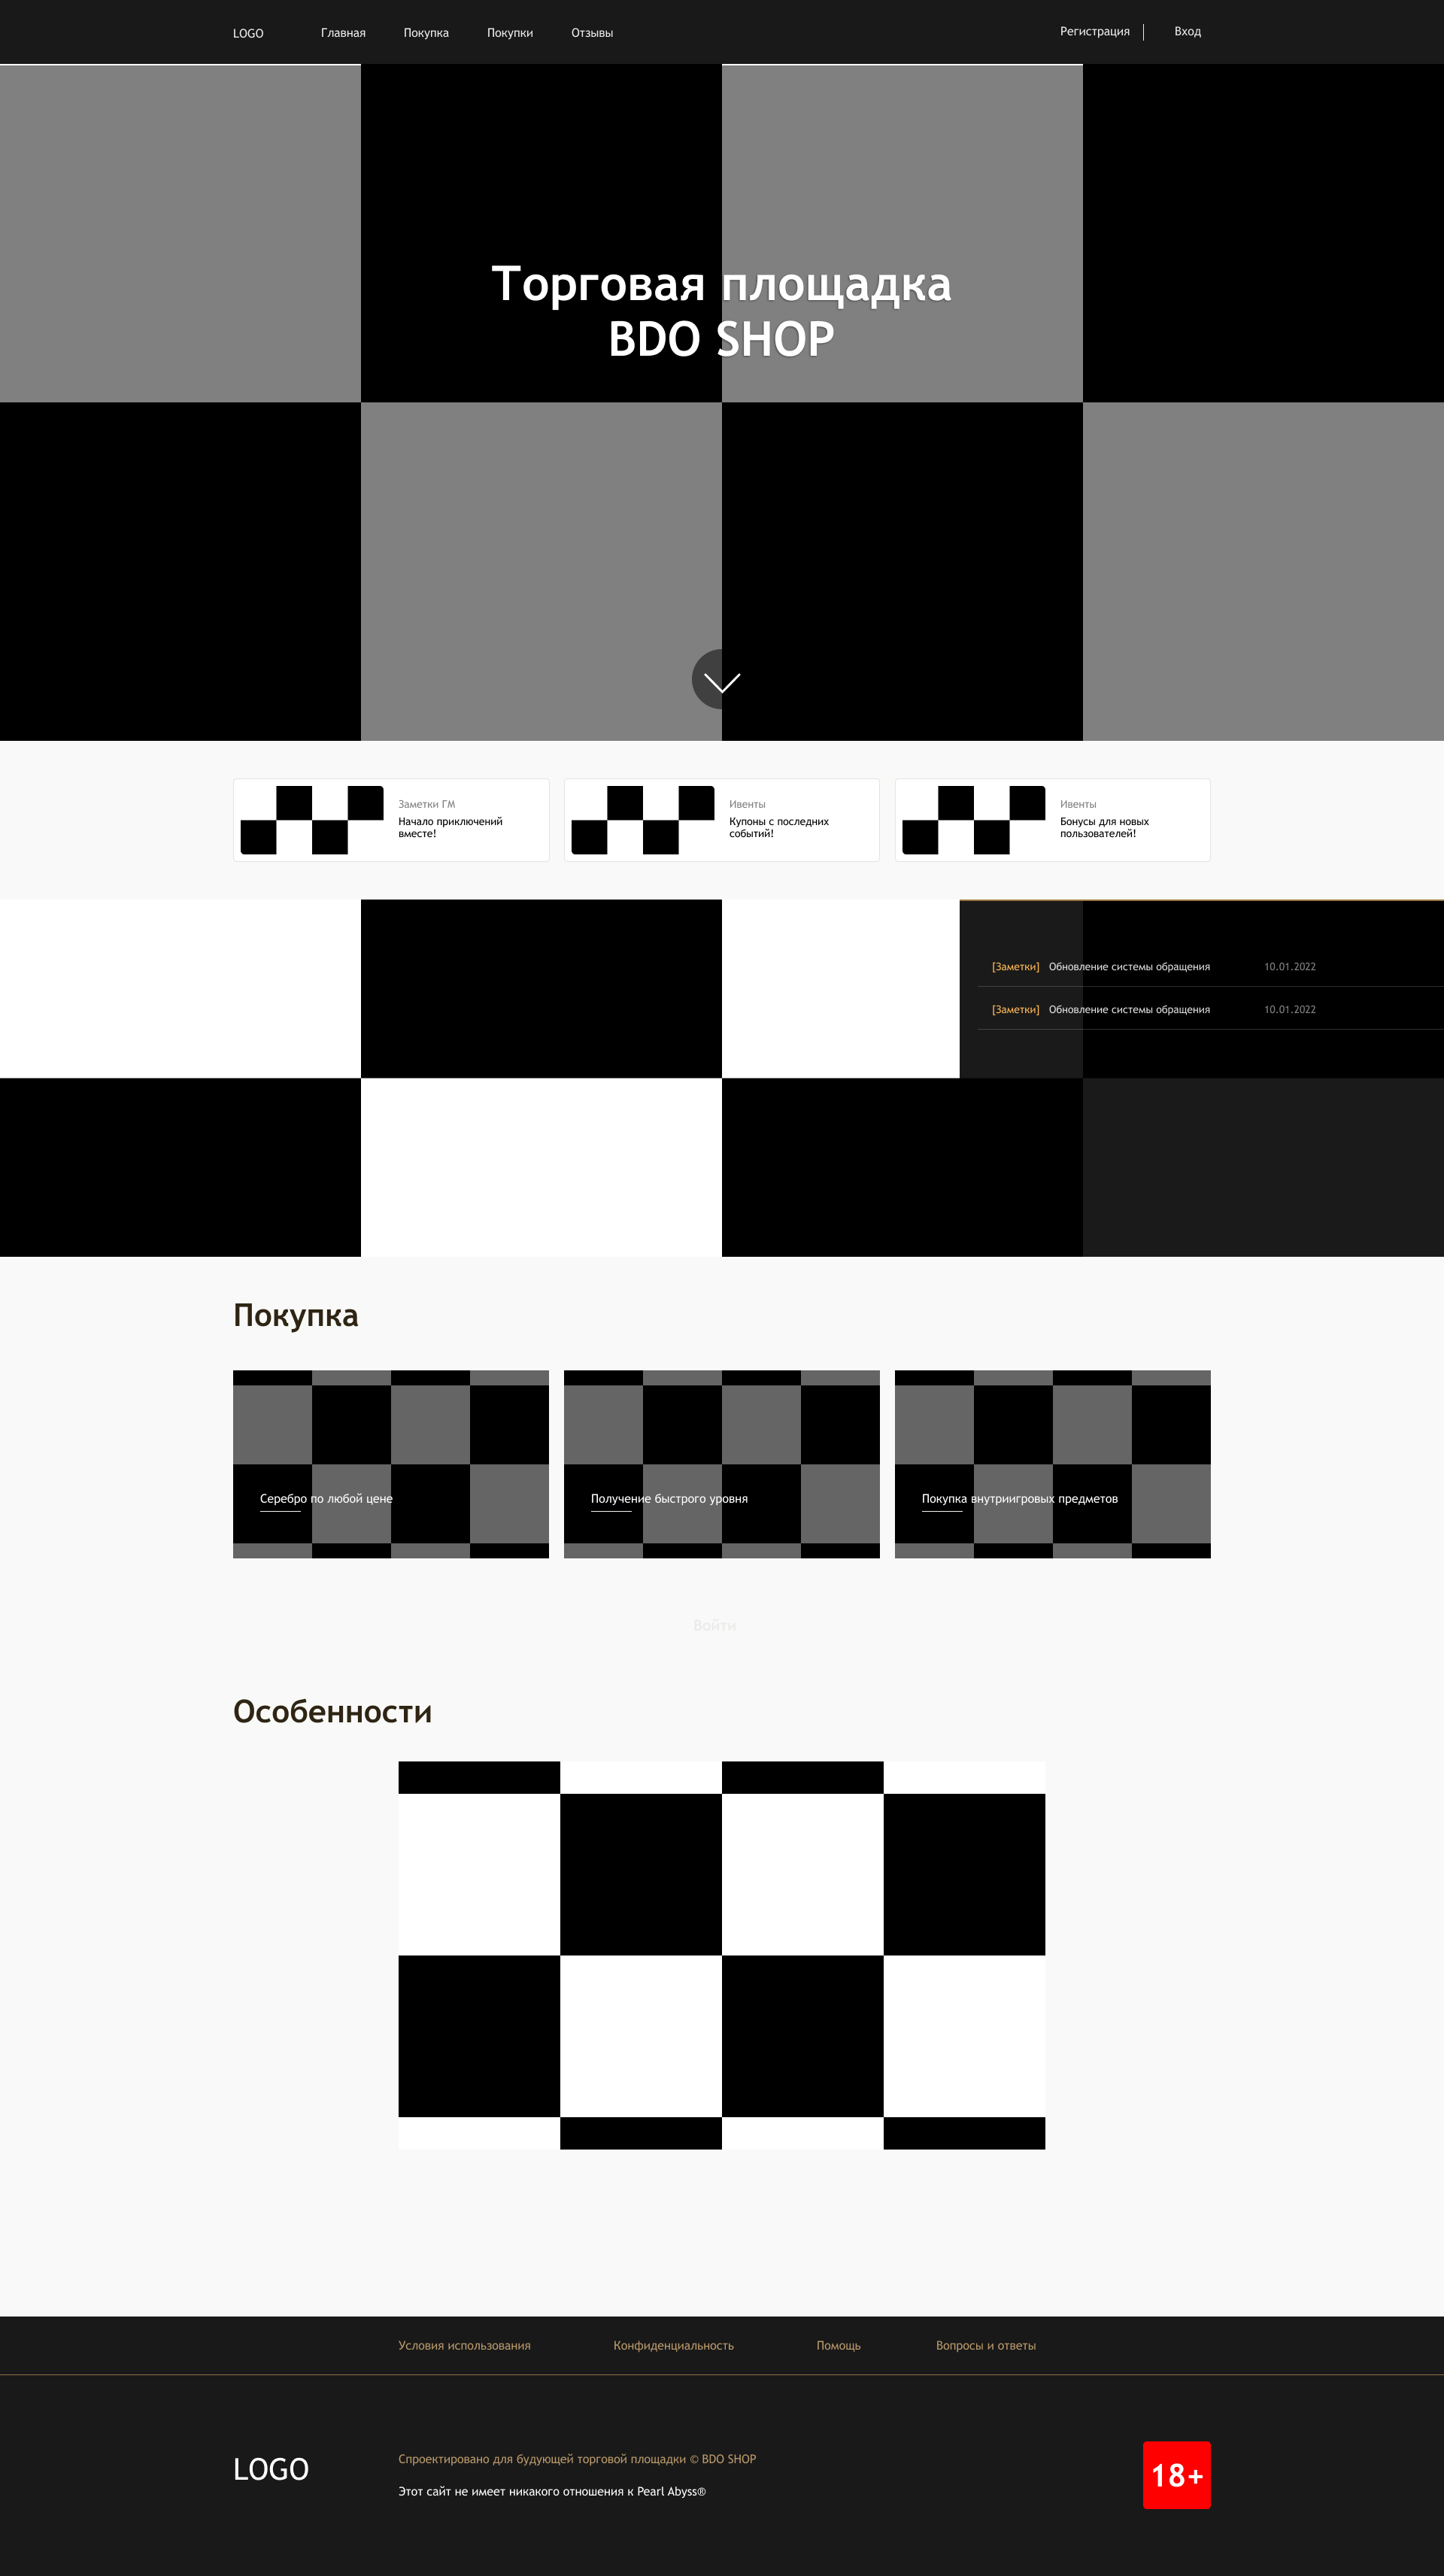 LOGO
Главная
Покупка
Покупки
Отзывы
Регистрация
Вход
Торговая площадка
BDO SHOP
Заметки ГМ
Начало приключений
вместе!
Ивенты
Купоны с последних
событий!
Ивенты
Бонусы для новых
пользователей!
[Заметки] Обновление системы обращения 10.01.2022
[Заметки] Обновление системы обращения 10.01.2022
Покупка
Серебро по любой цене
Получение быстрого уровня
Покупка внутриигровых предметов
Войти
Особенности
Условия использования
Конфиденциальность
Помощь
Вопросы и ответы
LOGO
Спроектировано для будующей торговой площадки © BDO SHOP
Этот сайт не имеет никакого отношения к Pearl Abyss®
18+